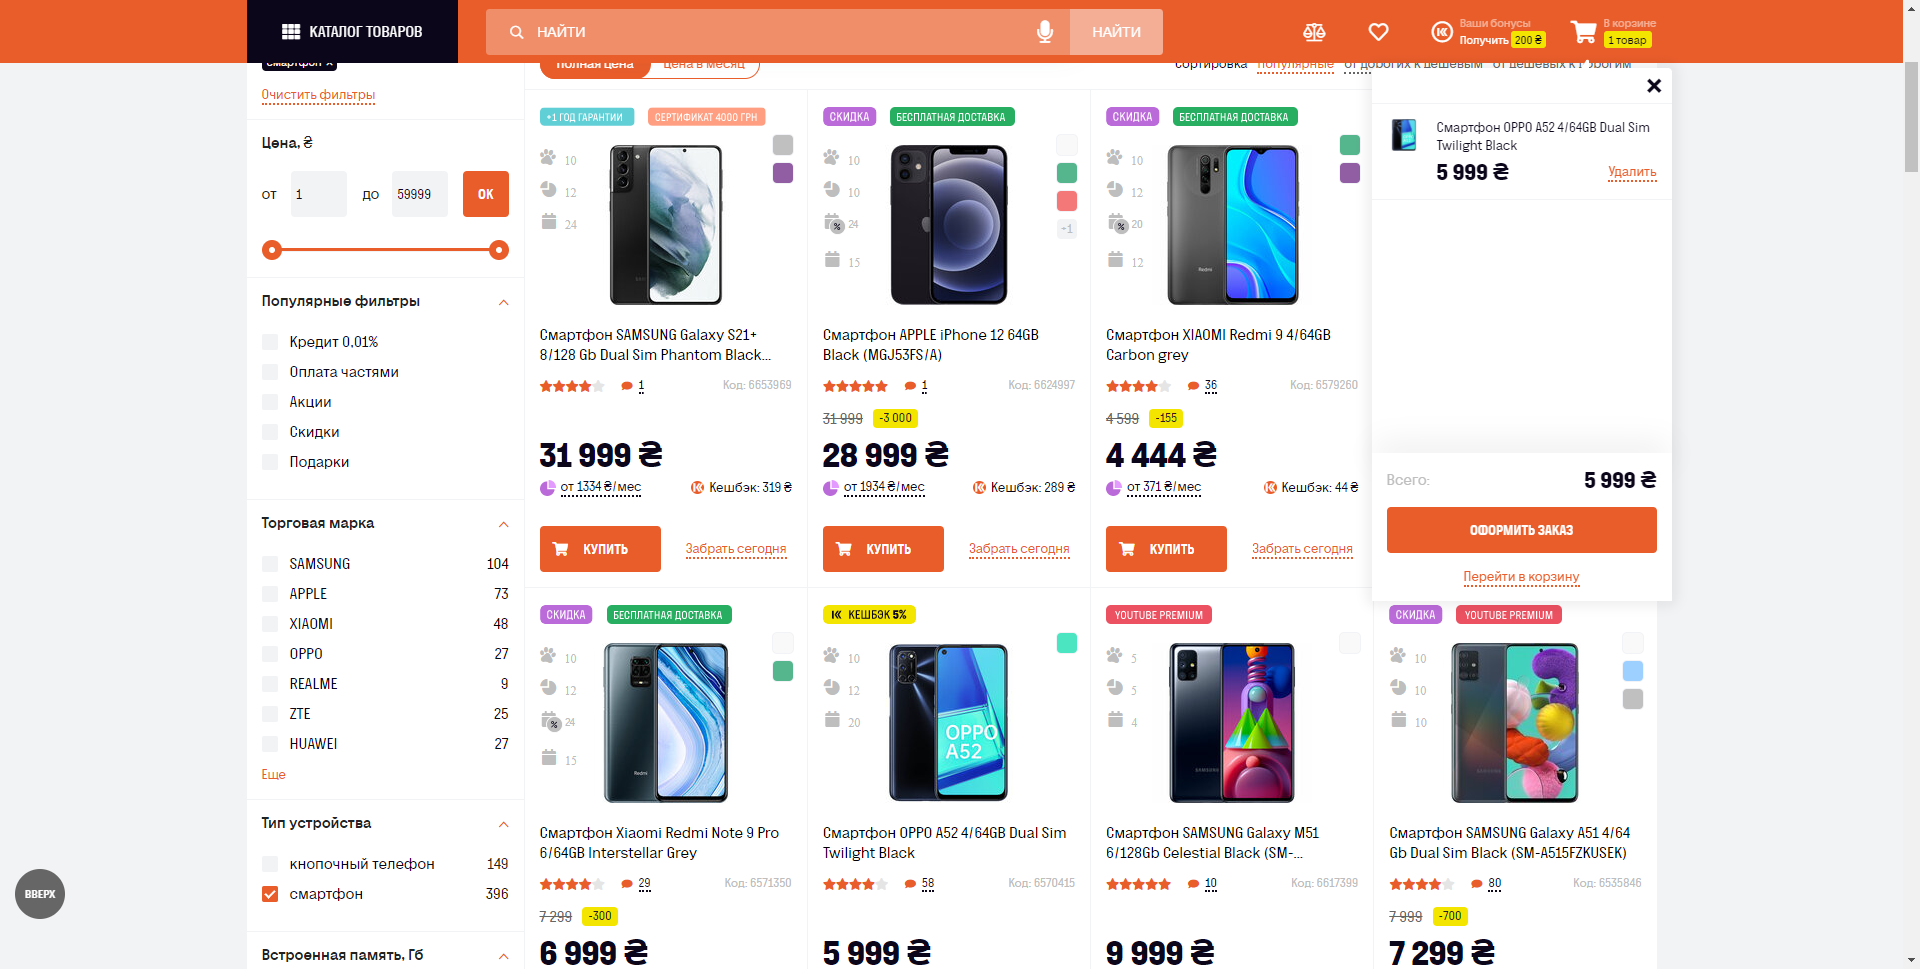 КАТАЛОГ ТОВАРОВ
НАЙТИ
НАЙТИ
Ваши бонусы
Получить 200 ₴
В корзине
1 товар
смартфон ×
Полная цена
Цена в месяц
Сортировка популярные от дорогих к дешевым от дешевых к дорогим
Очистить фильтры
Цена, ₴
от 1 до 59999 ОК
Популярные фильтры
Кредит 0,01%
Оплата частями
Акции
Скидки
Подарки
Торговая марка
SAMSUNG 104
APPLE 73
XIAOMI 48
OPPO 27
REALME 9
ZTE 25
HUAWEI 27
Еще
Тип устройства
кнопочный телефон 149
смартфон 396
Встроенная память, Гб
ВВЕРХ
+1 ГОД ГАРАНТИИ СЕРТИФИКАТ 4000 ГРН
10
12
24
Смартфон SAMSUNG Galaxy S21+
8/128 Gb Dual Sim Phantom Black...
1 Код: 6653969
31 999 ₴
от 1334 ₴/мес Кешбэк: 319 ₴
КУПИТЬ Забрать сегодня
СКИДКА БЕСПЛАТНАЯ ДОСТАВКА
10
10
% 24
15
+1
Смартфон APPLE iPhone 12 64GB
Black (MGJ53FS/A)
1 Код: 6624997
31 999 -3 000
28 999 ₴
от 1934 ₴/мес Кешбэк: 289 ₴
КУПИТЬ Забрать сегодня
СКИДКА БЕСПЛАТНАЯ ДОСТАВКА
10
12
% 20
12
Redmi
Смартфон XIAOMI Redmi 9 4/64GB
Carbon grey
36 Код: 6579260
4 599 -155
4 444 ₴
от 371 ₴/мес Кешбэк: 44 ₴
КУПИТЬ Забрать сегодня
Смартфон OPPO A52 4/64GB Dual Sim
Twilight Black
5 999 ₴ Удалить
Всего: 5 999 ₴
ОФОРМИТЬ ЗАКАЗ
Перейти в корзину
СКИДКА БЕСПЛАТНАЯ ДОСТАВКА
10
12
% 24
15
Redmi
Смартфон Xiaomi Redmi Note 9 Pro
6/64GB Interstellar Grey
29 Код: 6571350
7 299 -300
6 999 ₴
КЕШБЭК 5%
10
12
20
OPPO
A52
Смартфон OPPO A52 4/64GB Dual Sim
Twilight Black
58 Код: 6570415
5 999 ₴
YOUTUBE PREMIUM
5
5
4
SAMSUNG
Смартфон SAMSUNG Galaxy M51
6/128Gb Celestial Black (SM-...
10 Код: 6617399
9 999 ₴
СКИДКА YOUTUBE PREMIUM
10
10
10
Смартфон SAMSUNG Galaxy A51 4/64
Gb Dual Sim Black (SM-A515FZKUSEK)
80 Код: 6535846
7 999 -700
7 299 ₴